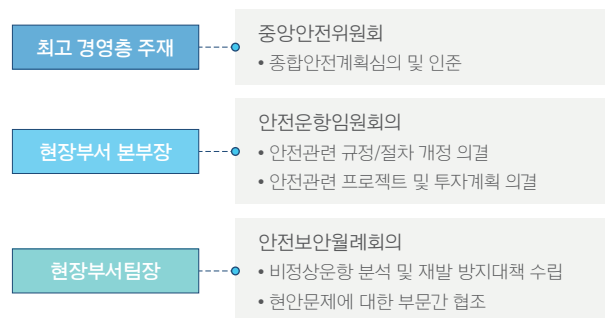 최고 경영층 주재
중앙안전위원회
• 종합안전계획심의 및 인준
현장부서 본부장
안전운항임원회의
• 안전관련 규정/절차 개정 의결
• 안전관련 프로젝트 및 투자계획 의결
현장부서팀장
안전보안월례회의
• 비정상운항 분석 및 재발 방지대책 수립
• 현안문제에 대한 부문간 협조